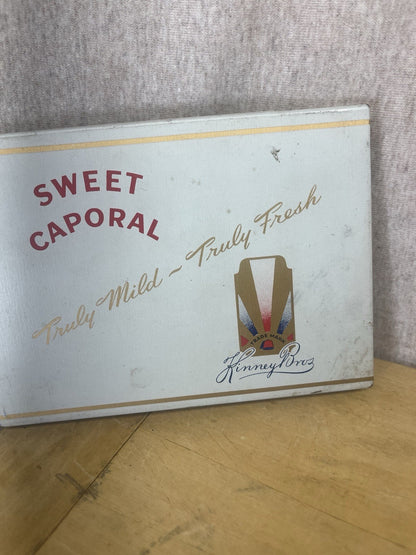 SWEET
CAPORAL
Truly Mild ~ Truly Fresh
TRADE MARK
Kinney Bros